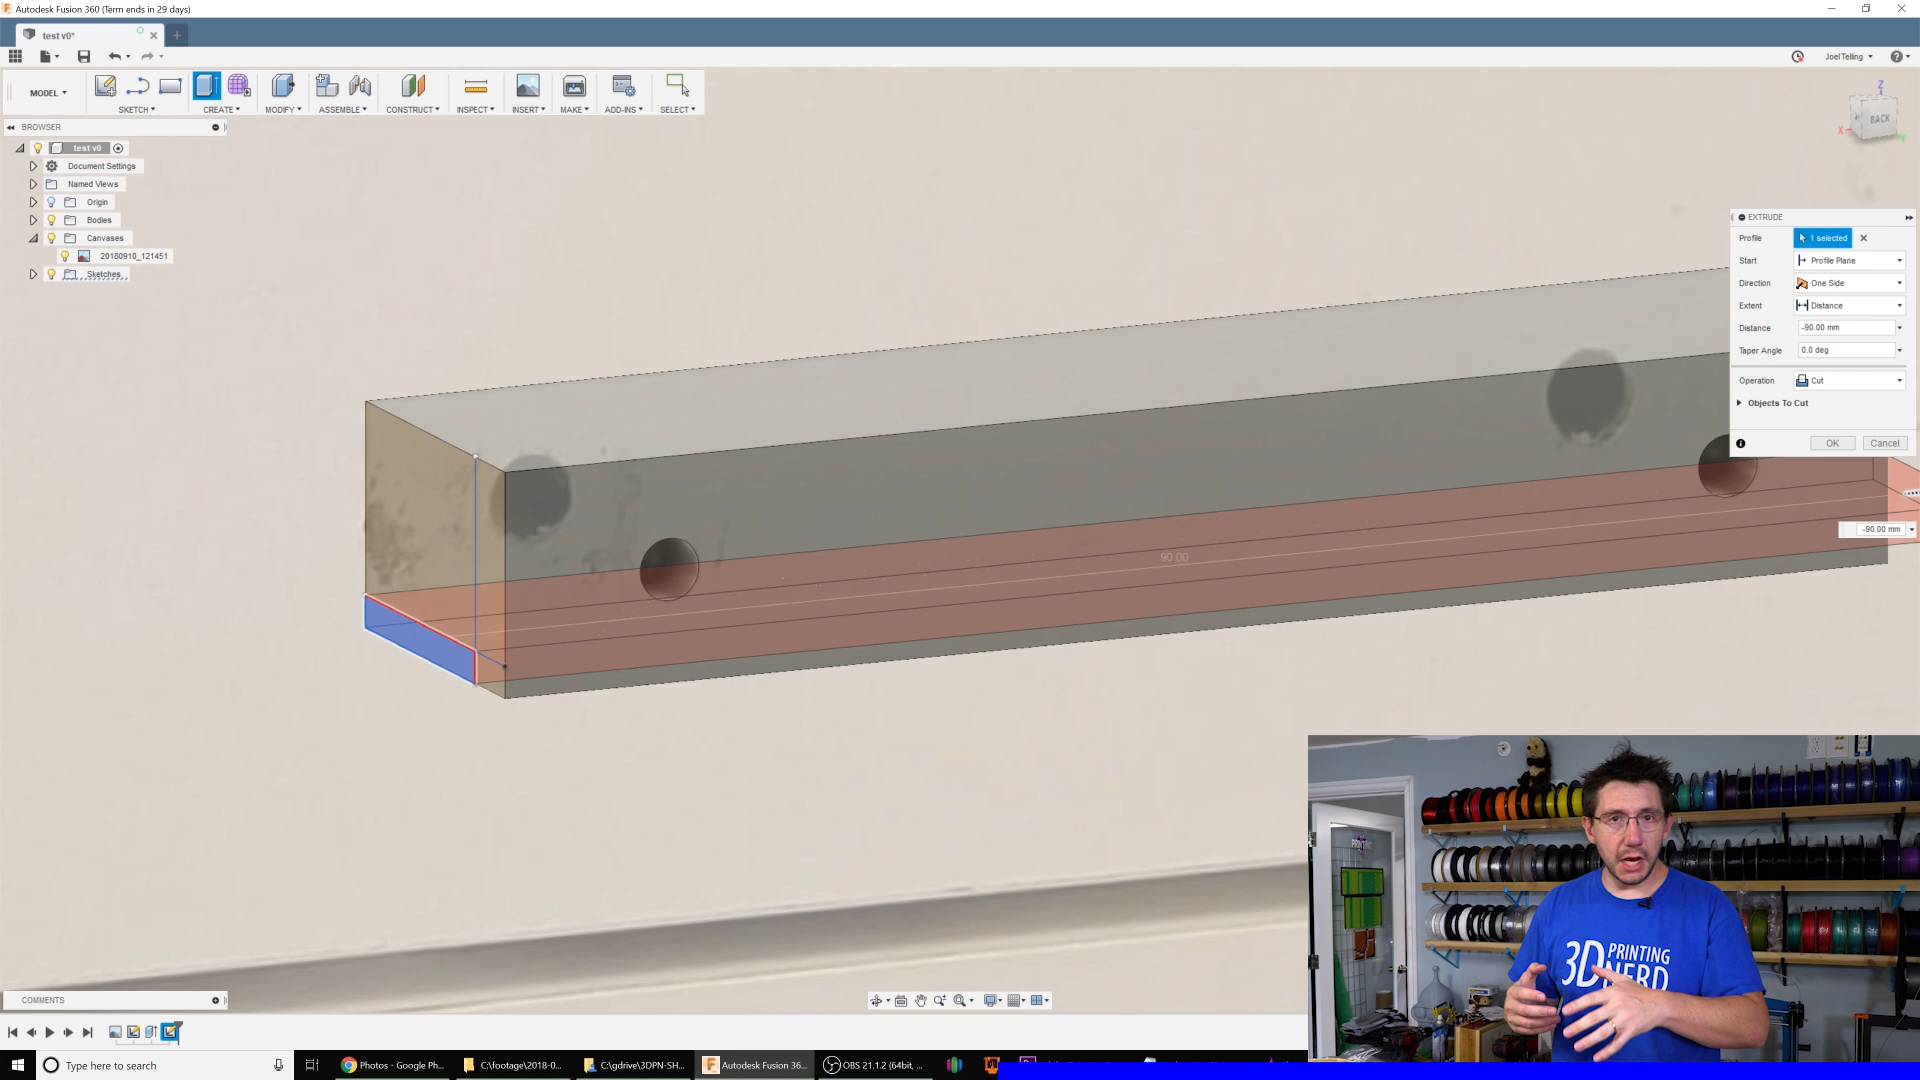 Autodesk Fusion 360 (Term ends in 29 days)
test v0*
Joel Telling
MODEL
SKETCH
CREATE
MODIFY
ASSEMBLE
CONSTRUCT
INSPECT
INSERT
MAKE
ADD-INS
SELECT
BROWSER
test v0
Document Settings
Named Views
Origin
Bodies
Canvases
20180910_121451
Sketches
Z
BACK
X
EXTRUDE
Profile
1 selected
Start
Profile Plane
Direction
One Side
Extent
Distance
Distance
-90.00 mm
Taper Angle
0.0 deg
Operation
Cut
Objects To Cut
OK
Cancel
-90.00 mm
90.00
3D PRINTING
NERD
COMMENTS
Type here to search
Photos - Google Ph...
C:\footage\2018-0...
C:\gdrive\3DPN-SH...
Autodesk Fusion 36...
OBS 21.1.2 (64bit, ...